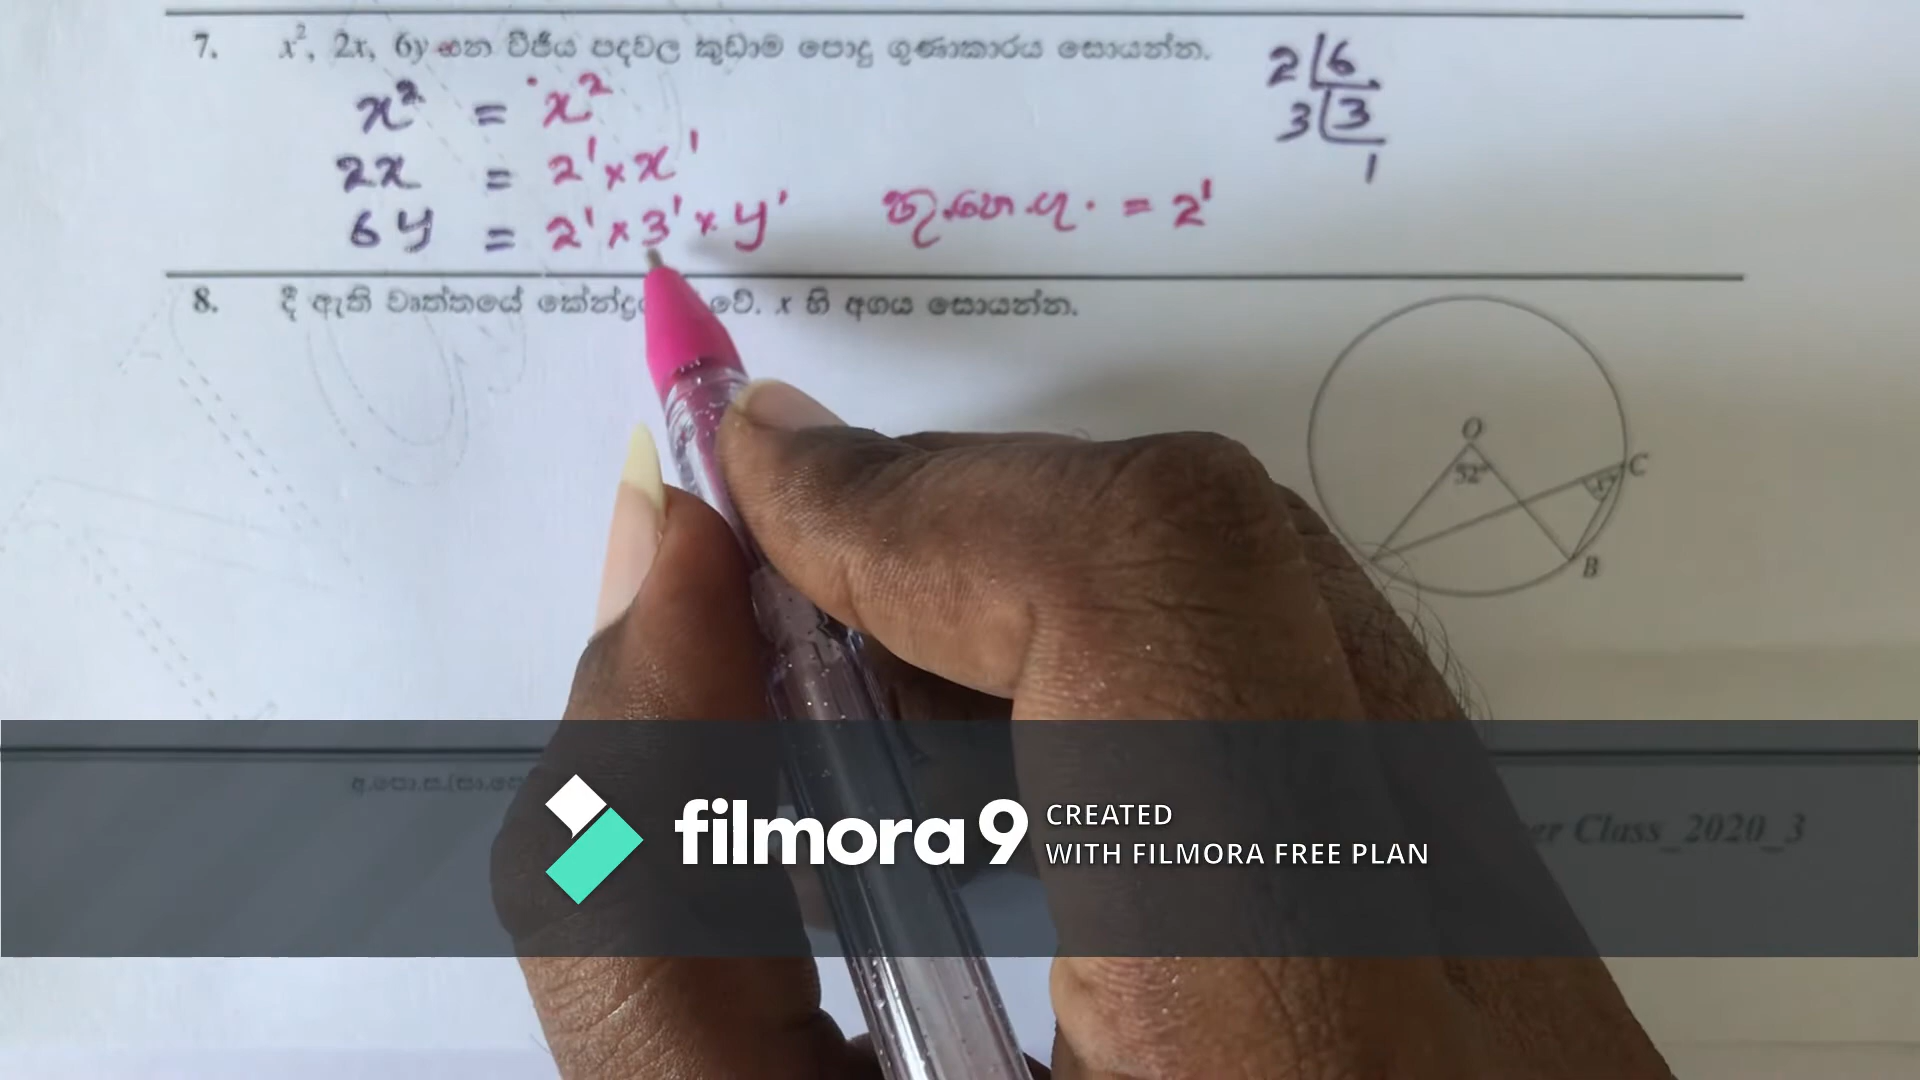 7. x², 2x, 6y යන වීජීය පදවල කුඩාම පොදු ගුණාකාරය සොයන්න.
x² = x²
2x = 2¹ × x¹
6y = 2¹ × 3¹ × y¹
කු.පො.ගු. = 2¹
2 6
3 3
1
8. දී ඇති වෘත්තයේ වේ. x හි අගය සොයන්න.
O
52°
C
x
B
filmora 9 CREATED
WITH FILMORA FREE PLAN
Class_2020_3